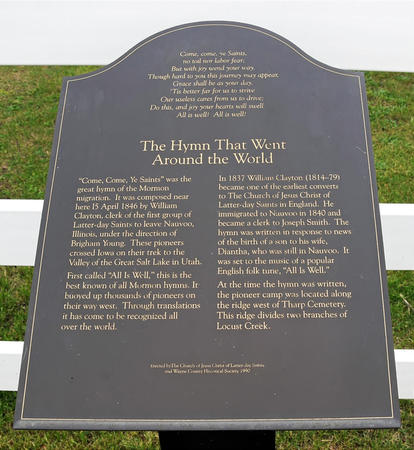 Come, come, ye Saints,
no toil nor labor fear;
But with joy wend your way.
Though hard to you this journey may appear,
Grace shall be as your day.
'Tis better far for us to strive
Our useless cares from us to drive;
Do this, and joy your hearts will swell
All is well! All is well!
The Hymn That Went
Around the World
"Come, Come, Ye Saints" was the
great hymn of the Mormon
migration. It was composed near
here 15 April 1846 by William
Clayton, clerk of the first group of
Latter-day Saints to leave Nauvoo,
Illinois, under the direction of
Brigham Young. These pioneers
crossed Iowa on their trek to the
Valley of the Great Salt Lake in Utah.
First called "All Is Well," this is the
best known of all Mormon hymns. It
buoyed up thousands of pioneers on
their way west. Through translations
it has come to be recognized all
over the world.
In 1837 William Clayton (1814–79)
became one of the earliest converts
to The Church of Jesus Christ of
Latter-day Saints in England. He
immigrated to Nauvoo in 1840 and
became a clerk to Joseph Smith. The
hymn was written in response to news
of the birth of a son to his wife,
Diantha, who was still in Nauvoo. It
was set to the music of a popular
English folk tune, "All Is Well."
At the time the hymn was written,
the pioneer camp was located along
the ridge west of Tharp Cemetery.
This ridge divides two branches of
Locust Creek.
Erected by The Church of Jesus Christ of Latter-day Saints,
and Wayne County Historical Society, 1990